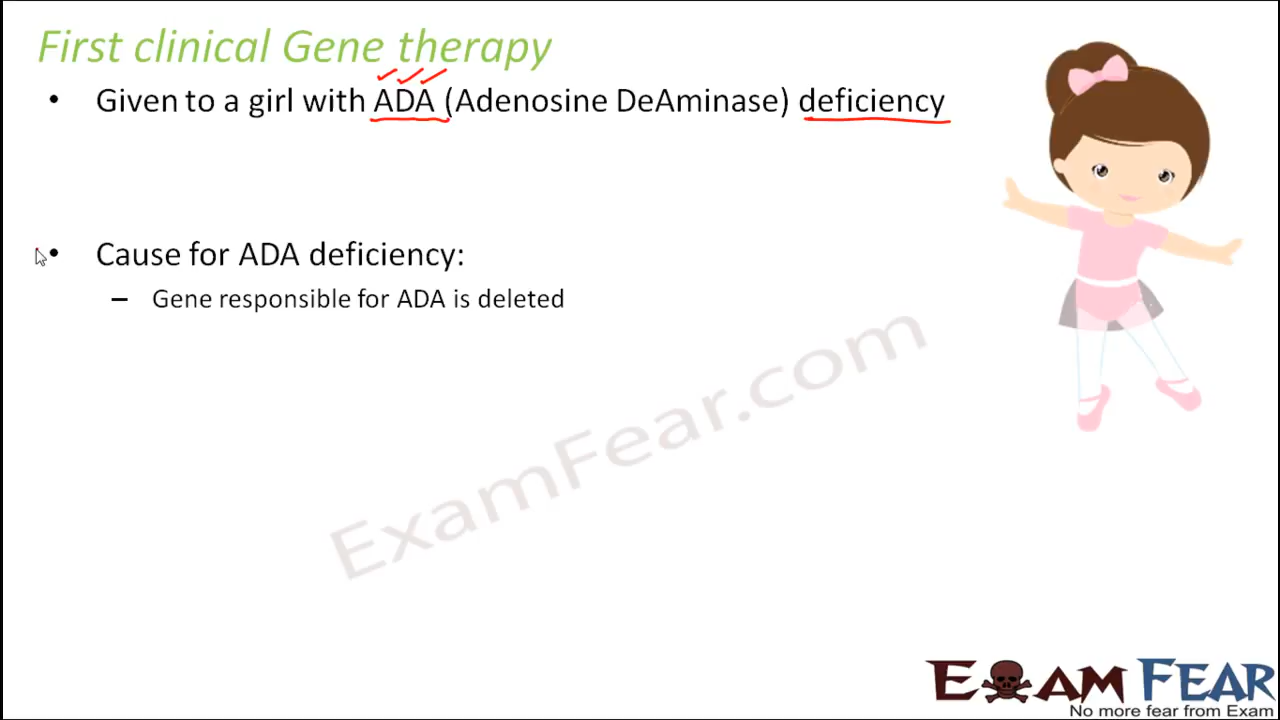 First clinical Gene therapy
• Given to a girl with ADA (Adenosine DeAminase) deficiency
• Cause for ADA deficiency:
– Gene responsible for ADA is deleted
ExamFear.com
EXAM FEAR
No more fear from Exam